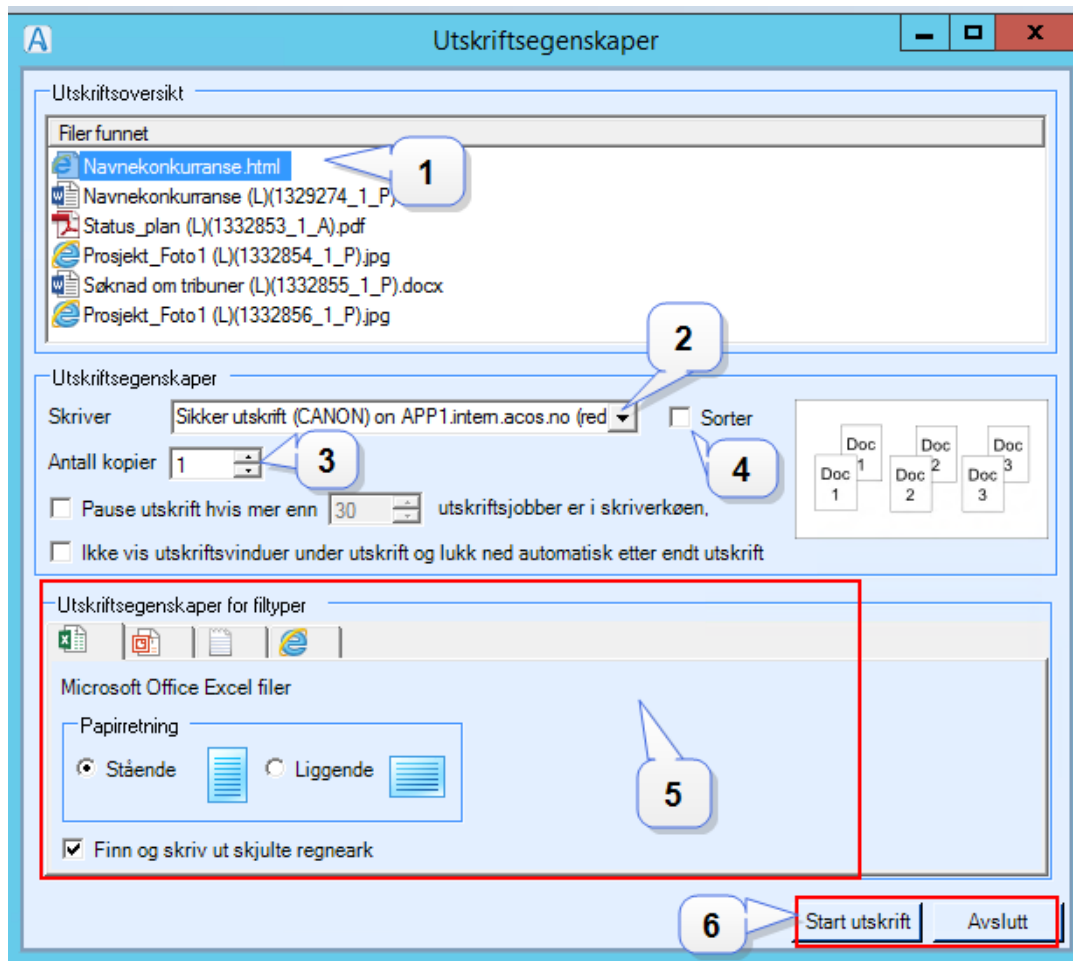 Utskriftsegenskaper
Utskriftsoversikt
Filer funnet
Navnekonkurranse.html
1
Navnekonkurranse (L)(1329274_1_P)
Status_plan (L)(1332853_1_A).pdf
Prosjekt_Foto1 (L)(1332854_1_P).jpg
Søknad om tribuner (L)(1332855_1_P).docx
Prosjekt_Foto1 (L)(1332856_1_P).jpg
2
Utskriftsegenskaper
Skriver Sikker utskrift (CANON) on APP1.intern.acos.no (red Sorter
Antall kopier 1 3 4
Doc 1 Doc 2 Doc 3
Doc 1 Doc 2 Doc 3
Pause utskrift hvis mer enn 30 utskriftsjobber er i skriverkøen,
Ikke vis utskriftsvinduer under utskrift og lukk ned automatisk etter endt utskrift
Utskriftsegenskaper for filtyper
Microsoft Office Excel filer
Papirretning
Stående Liggende
5
Finn og skriv ut skjulte regneark
6 Start utskrift Avslutt